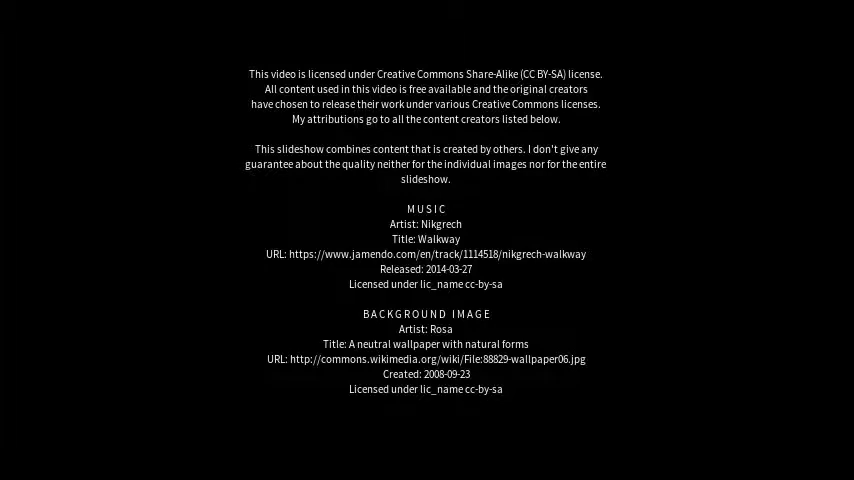 This video is licensed under Creative Commons Share-Alike (CC BY-SA) license.
All content used in this video is free available and the original creators
have chosen to release their work under various Creative Commons licenses.
My attributions go to all the content creators listed below.
This slideshow combines content that is created by others. I don't give any
guarantee about the quality neither for the individual images nor for the entire
slideshow.
MUSIC
Artist: Nikgrech
Title: Walkway
URL: https://www.jamendo.com/en/track/1114518/nikgrech-walkway
Released: 2014-03-27
Licensed under lic_name cc-by-sa
BACKGROUND IMAGE
Artist: Rosa
Title: A neutral wallpaper with natural forms
URL: http://commons.wikimedia.org/wiki/File:88829-wallpaper06.jpg
Created: 2008-09-23
Licensed under lic_name cc-by-sa